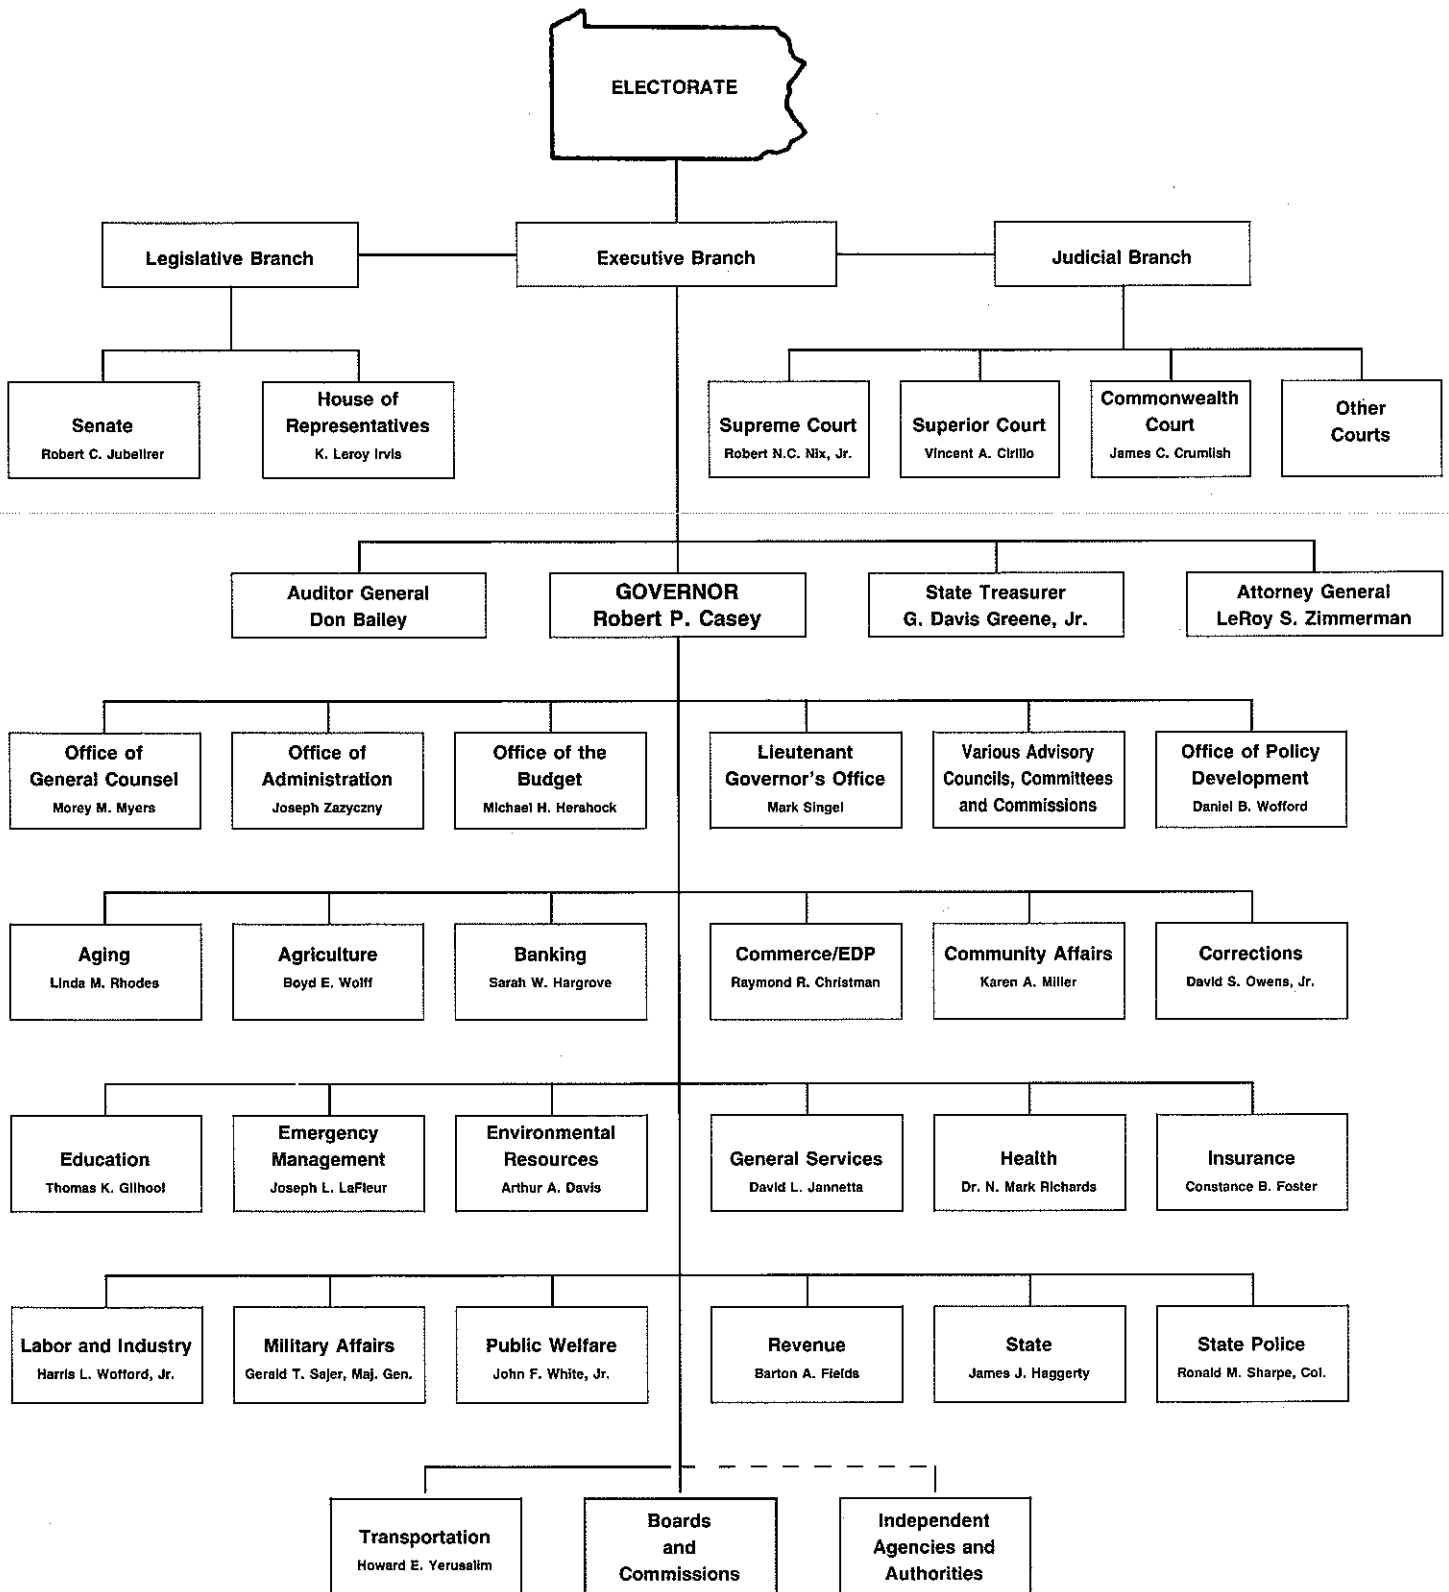 ELECTORATE
Legislative Branch
Executive Branch
Judicial Branch
Senate
Robert C. Jubelirer
House of
Representatives
K. Leroy Irvis
Supreme Court
Robert N.C. Nix, Jr.
Superior Court
Vincent A. Cirillo
Commonwealth
Court
James C. Crumlish
Other
Courts
Auditor General
Don Bailey
GOVERNOR
Robert P. Casey
State Treasurer
G. Davis Greene, Jr.
Attorney General
LeRoy S. Zimmerman
Office of
General Counsel
Morey M. Myers
Office of
Administration
Joseph Zazyczny
Office of the
Budget
Michael H. Hershock
Lieutenant
Governor's Office
Mark Singel
Various Advisory
Councils, Committees
and Commissions
Office of Policy
Development
Daniel B. Wofford
Aging
Linda M. Rhodes
Agriculture
Boyd E. Wolff
Banking
Sarah W. Hargrove
Commerce/EDP
Raymond R. Christman
Community Affairs
Karen A. Miller
Corrections
David S. Owens, Jr.
Education
Thomas K. Gilhool
Emergency
Management
Joseph L. LaFleur
Environmental
Resources
Arthur A. Davis
General Services
David L. Jannetta
Health
Dr. N. Mark Richards
Insurance
Constance B. Foster
Labor and Industry
Harris L. Wofford, Jr.
Military Affairs
Gerald T. Sajer, Maj. Gen.
Public Welfare
John F. White, Jr.
Revenue
Barton A. Fields
State
James J. Haggerty
State Police
Ronald M. Sharpe, Col.
Transportation
Howard E. Yerusalim
Boards
and
Commissions
Independent
Agencies and
Authorities